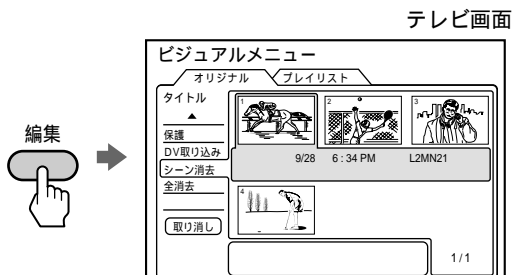 テレビ画面
ビジュアルメニュー
オリジナル プレイリスト
タイトル
1 2 3
保護
DV取り込み
シーン消去
全消去
取り消し
9/28 6:34 PM L2MN21
4
1/1
編集